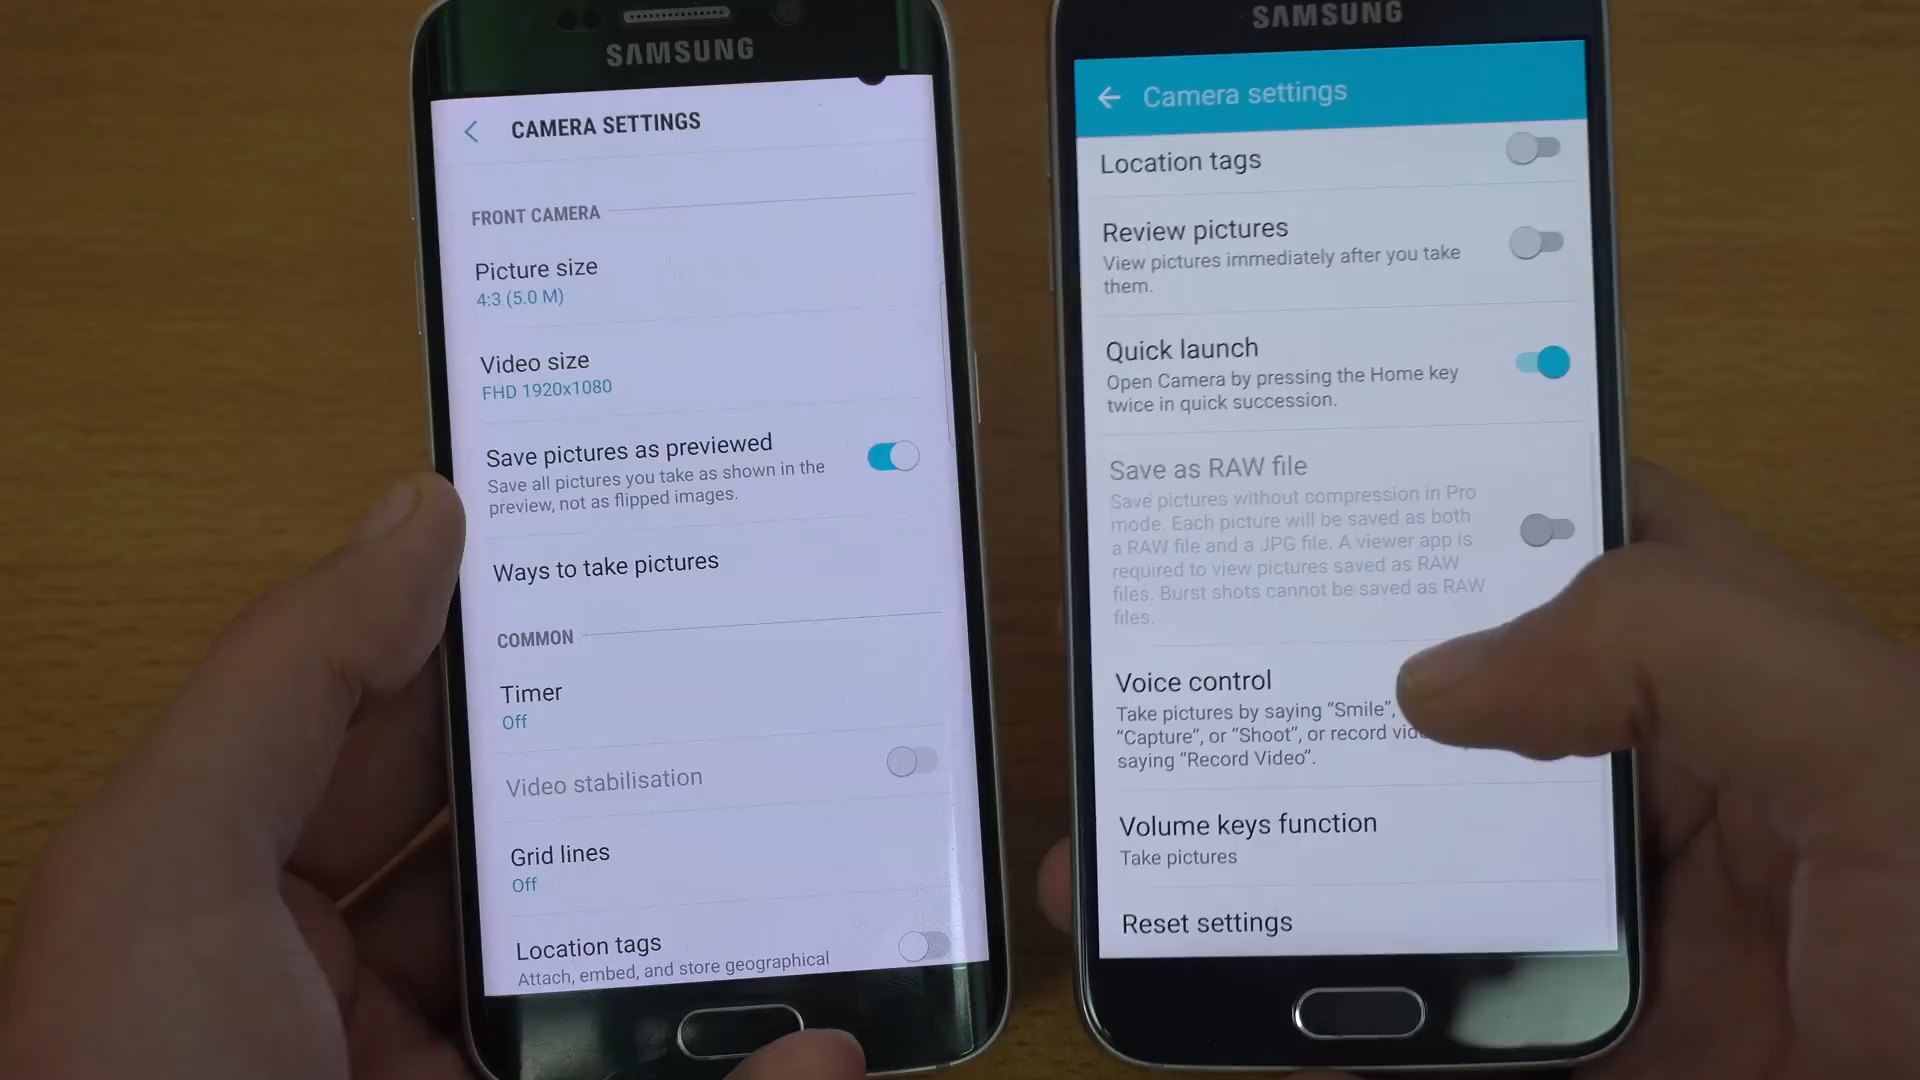 SAMSUNG
CAMERA SETTINGS
FRONT CAMERA
Picture size
4:3 (5.0 M)
Video size
FHD 1920x1080
Save pictures as previewed
Save all pictures you take as shown in the
preview, not as flipped images.
Ways to take pictures
COMMON
Timer
Off
Video stabilisation
Grid lines
Off
Location tags
Attach, embed, and store geographical
SAMSUNG
Camera settings
Location tags
Review pictures
View pictures immediately after you take
them.
Quick launch
Open Camera by pressing the Home key
twice in quick succession.
Save as RAW file
Save pictures without compression in Pro
mode. Each picture will be saved as both
a RAW file and a JPG file. A viewer app is
required to view pictures saved as RAW
files. Burst shots cannot be saved as RAW
files.
Voice control
Take pictures by saying “Smile”,
“Capture”, or “Shoot”, or record
saying “Record Video”.
Volume keys function
Take pictures
Reset settings